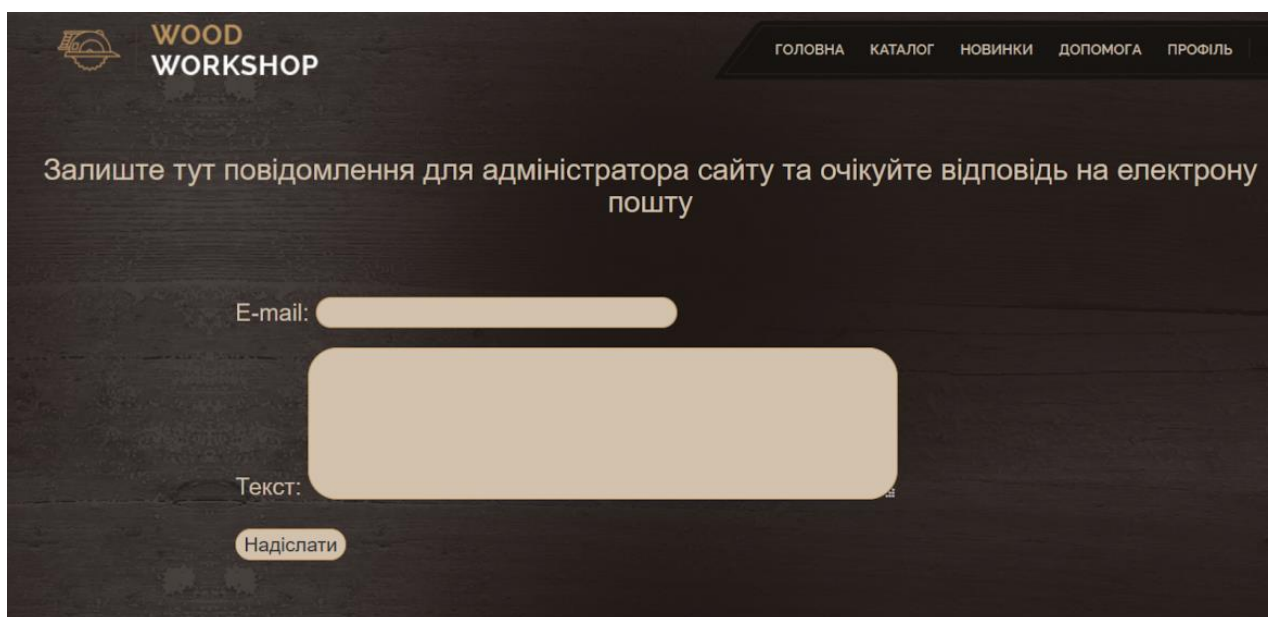 WOOD
WORKSHOP
ГОЛОВНА КАТАЛОГ НОВИНКИ ДОПОМОГА ПРОФІЛЬ
Залиште тут повідомлення для адміністратора сайту та очікуйте відповідь на електрону
пошту
E-mail:
Текст:
Надіслати